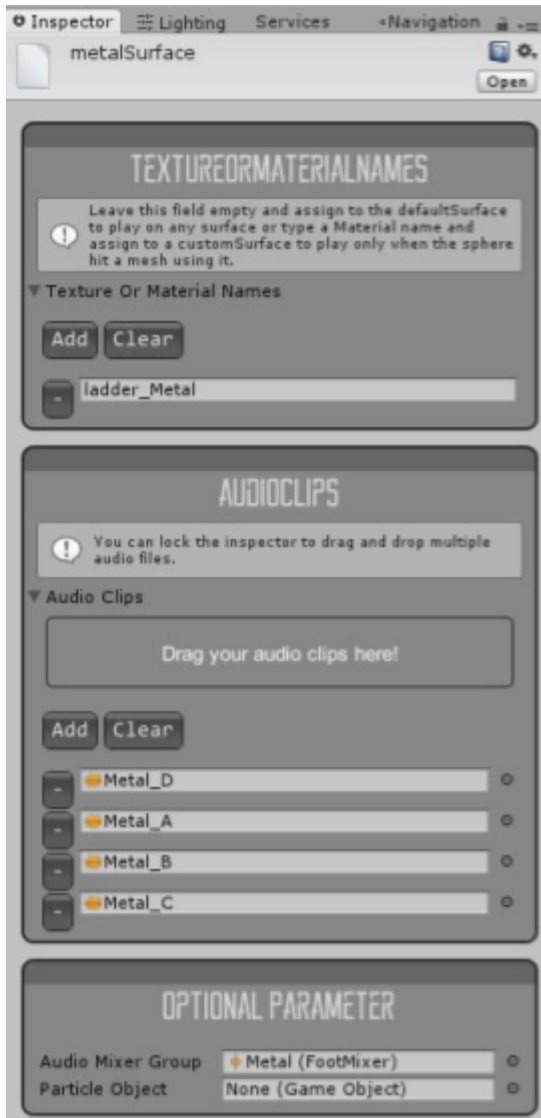 Inspector Lighting Services Navigation
metalSurface
Open
TEXTUREORMATERIALNAMES
Leave this field empty and assign to the defaultSurface
to play on any surface or type a Material name and
assign to a customSurface to play only when the sphere
hit a mesh using it.
Texture Or Material Names
Add Clear
- ladder_Metal
AUDIOCLIPS
You can lock the inspector to drag and drop multiple
audio files.
Audio Clips
Drag your audio clips here!
Add Clear
- Metal_D
- Metal_A
- Metal_B
- Metal_C
OPTIONAL PARAMETER
Audio Mixer Group Metal (FootMixer)
Particle Object None (Game Object)